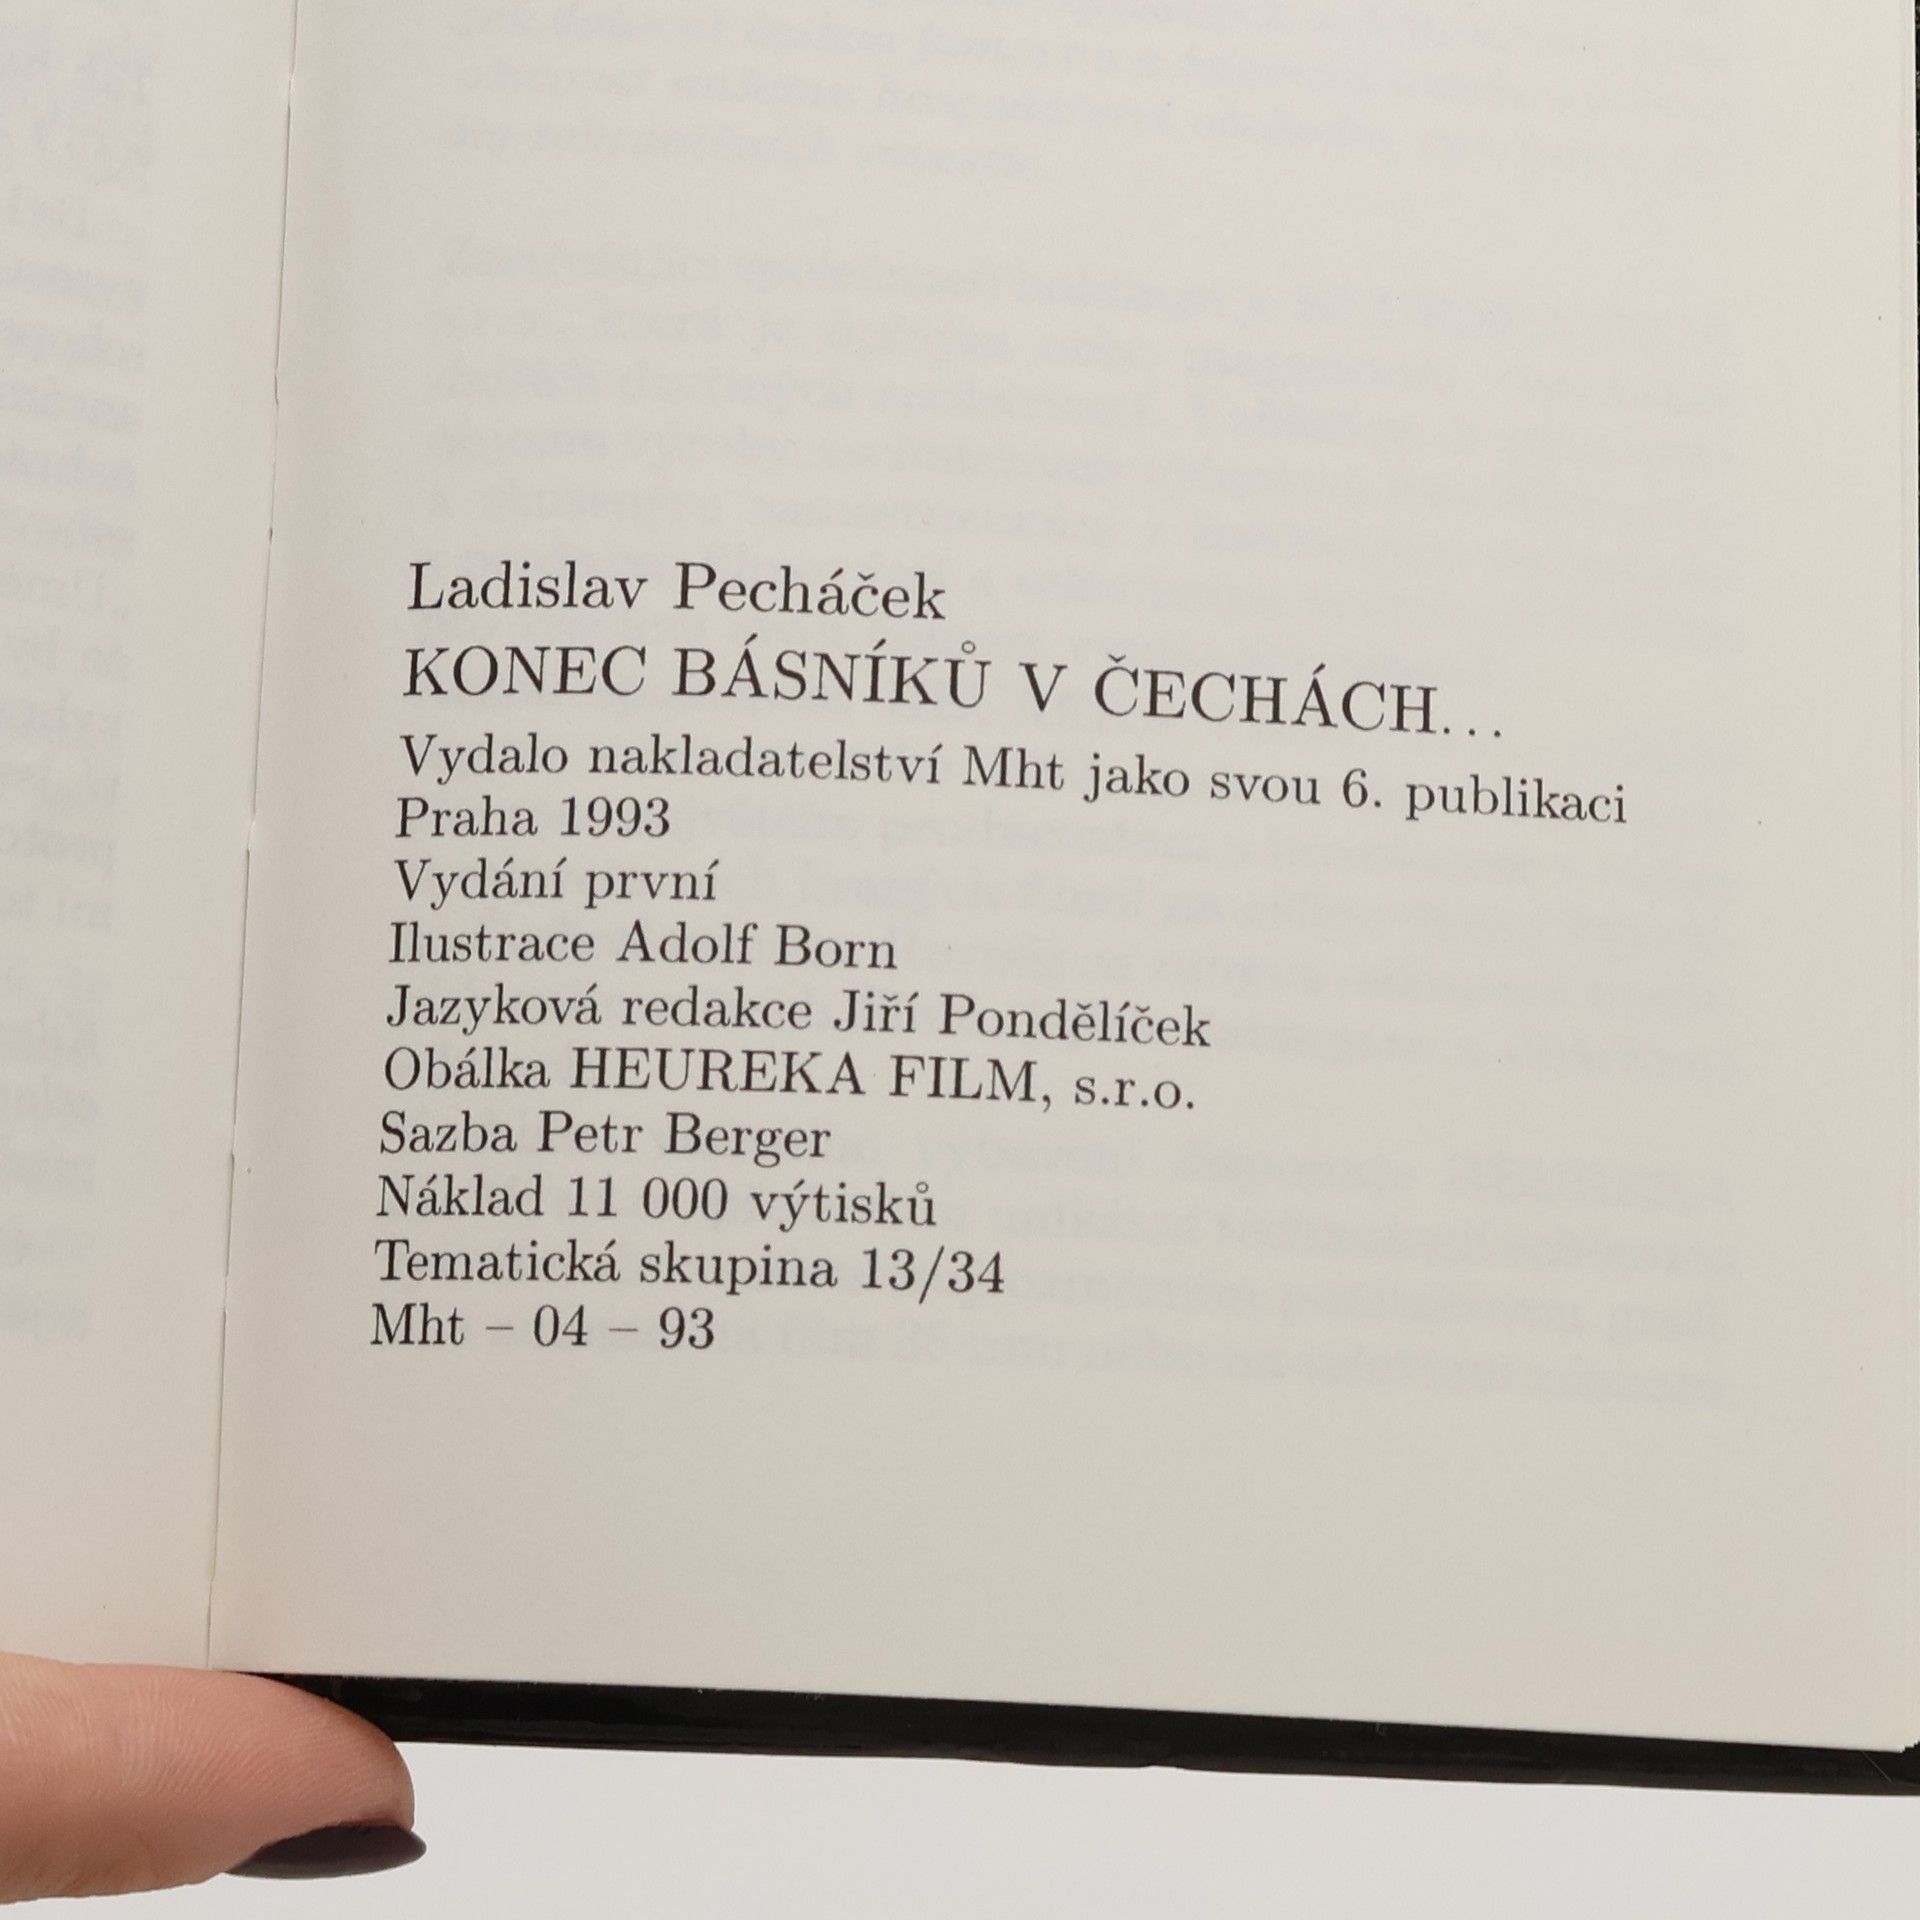 Ladislav Pecháček
KONEC BÁSNÍKŮ V ČECHÁCH...
Vydalo nakladatelství Mht jako svou 6. publikaci
Praha 1993
Vydání první
Ilustrace Adolf Born
Jazyková redakce Jiří Pondělíček
Obálka HEUREKA FILM, s.r.o.
Sazba Petr Berger
Náklad 11 000 výtisků
Tematická skupina 13/34
Mht – 04 – 93